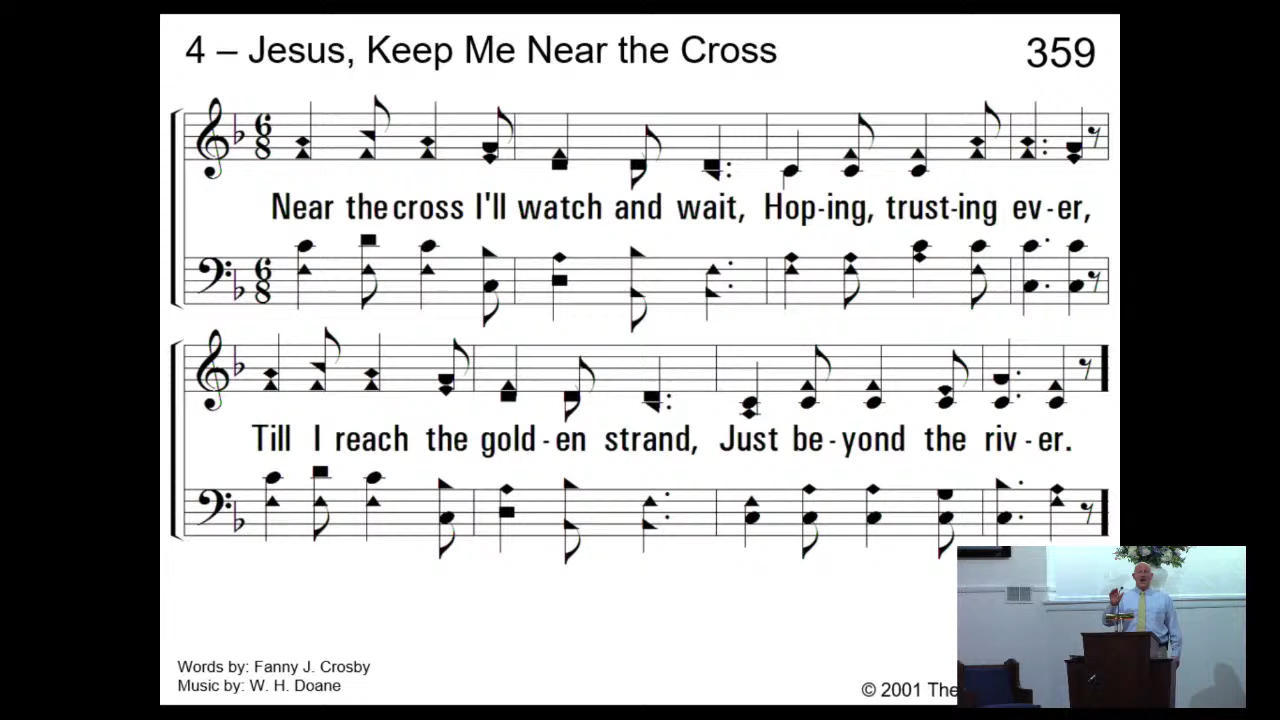 4 – Jesus, Keep Me Near the Cross 359
Near the cross I'll watch and wait, Hop-ing, trust-ing ev-er,
Till I reach the gold-en strand, Just be-yond the riv-er.
Words by: Fanny J. Crosby
Music by: W. H. Doane
© 2001 The